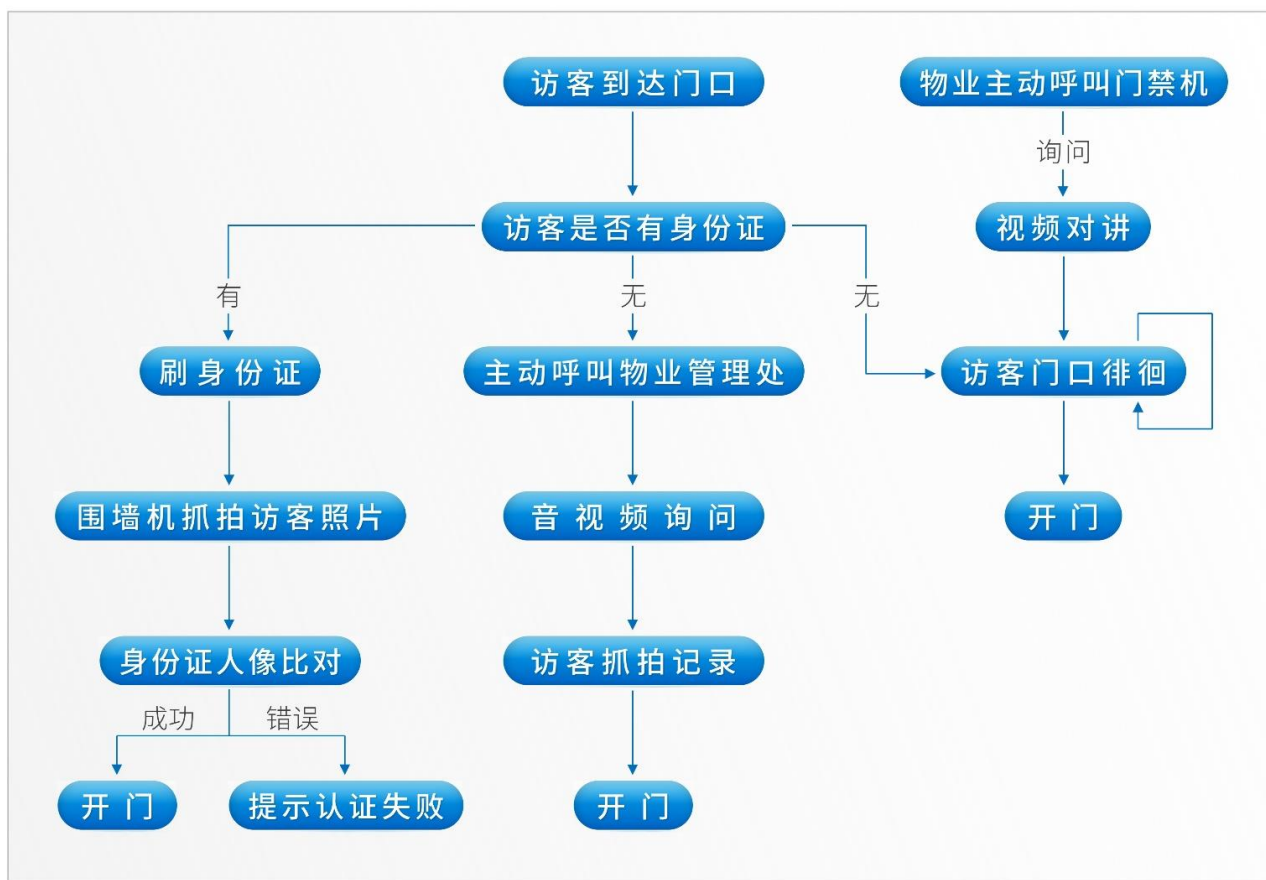 访客到达门口
物业主动呼叫门禁机
询问
访客是否有身份证
视频对讲
有
无
无
刷身份证
主动呼叫物业管理处
访客门口徘徊
围墙机抓拍访客照片
音视频询问
开门
身份证人像比对
访客抓拍记录
成功
错误
开门
提示认证失败
开门